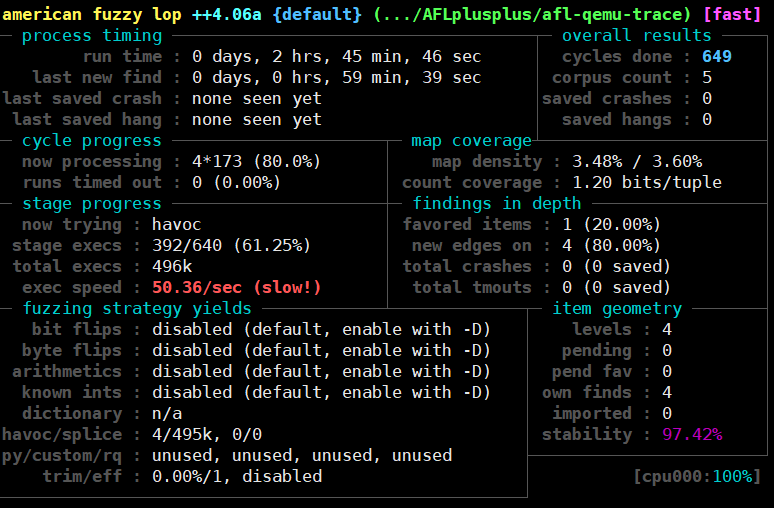 american fuzzy lop ++4.06a {default} (.../AFLplusplus/afl-qemu-trace) [fast]
process timing overall results
run time : 0 days, 2 hrs, 45 min, 46 sec cycles done : 649
last new find : 0 days, 0 hrs, 59 min, 39 sec corpus count : 5
last saved crash : none seen yet saved crashes : 0
last saved hang : none seen yet saved hangs : 0
cycle progress map coverage
now processing : 4*173 (80.0%) map density : 3.48% / 3.60%
runs timed out : 0 (0.00%) count coverage : 1.20 bits/tuple
stage progress findings in depth
now trying : havoc favored items : 1 (20.00%)
stage execs : 392/640 (61.25%) new edges on : 4 (80.00%)
total execs : 496k total crashes : 0 (0 saved)
exec speed : 50.36/sec (slow!) total tmouts : 0 (0 saved)
fuzzing strategy yields item geometry
bit flips : disabled (default, enable with -D) levels : 4
byte flips : disabled (default, enable with -D) pending : 0
arithmetics : disabled (default, enable with -D) pend fav : 0
known ints : disabled (default, enable with -D) own finds : 4
dictionary : n/a imported : 0
havoc/splice : 4/495k, 0/0 stability : 97.42%
py/custom/rq : unused, unused, unused, unused
trim/eff : 0.00%/1, disabled [cpu000:100%]